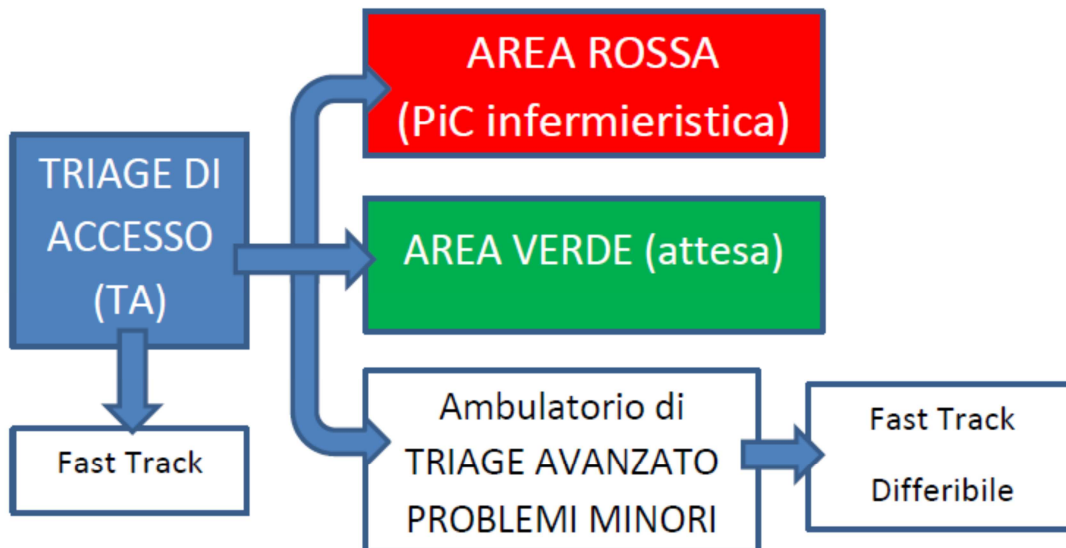 TRIAGE DI
ACCESSO
(TA)
Fast Track
AREA ROSSA
(PiC infermieristica)
AREA VERDE (attesa)
Ambulatorio di
TRIAGE AVANZATO
PROBLEMI MINORI
Fast Track
Differibile